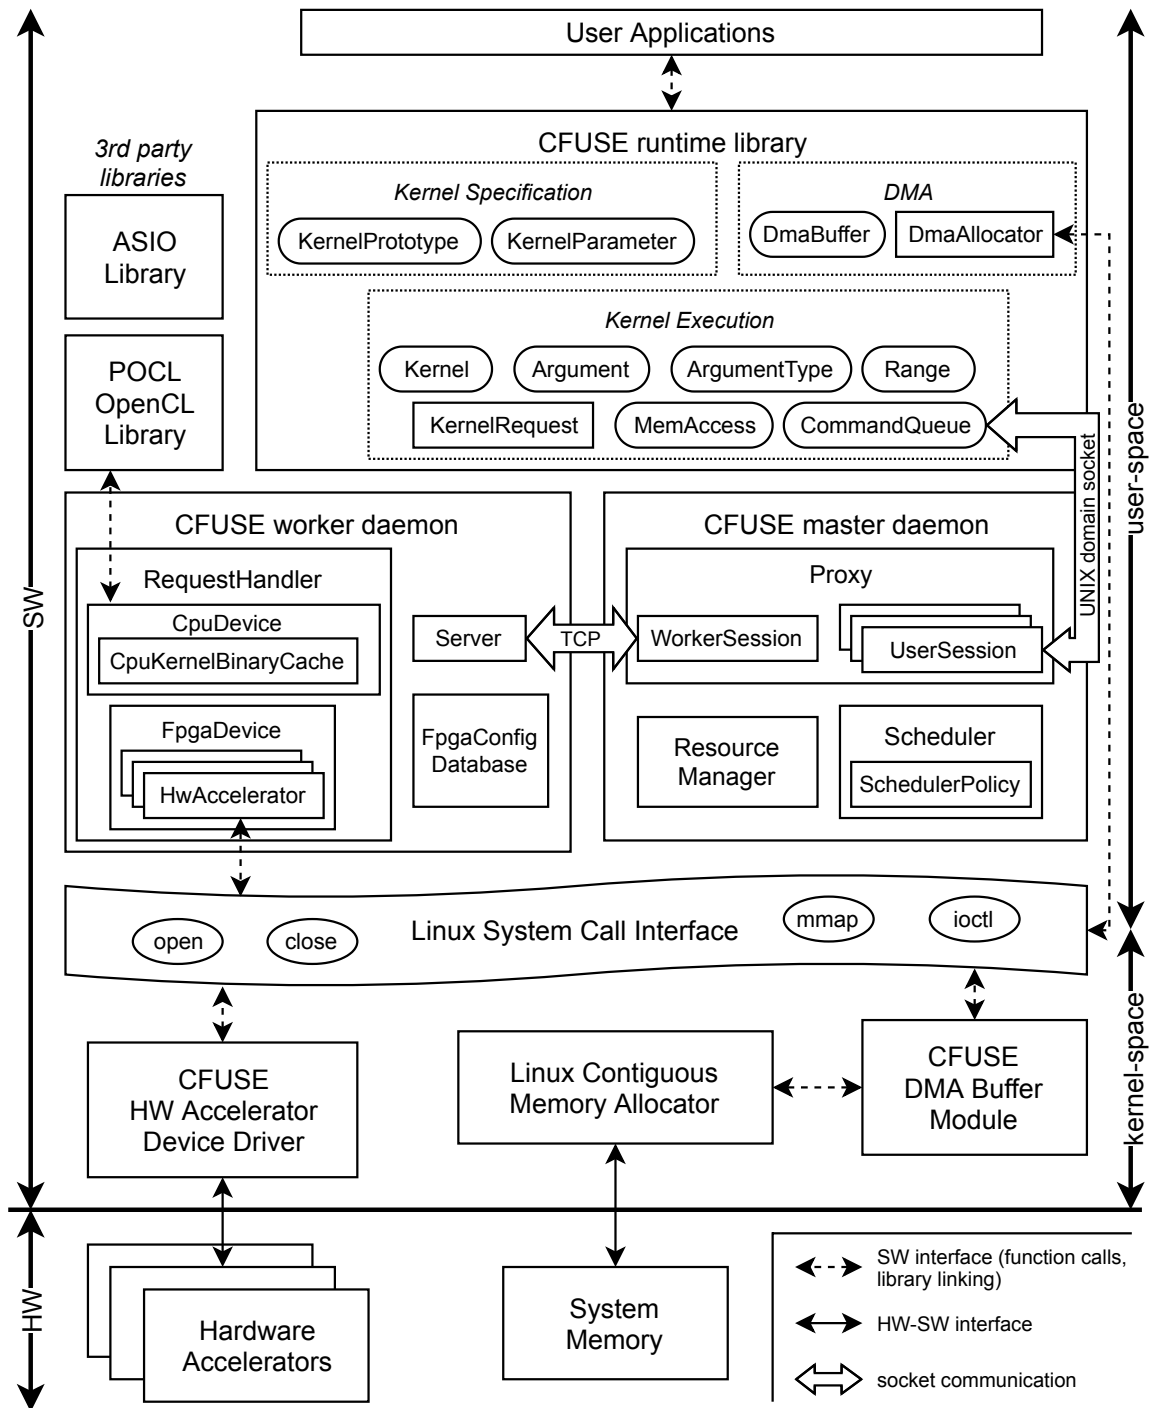 User Applications
CFUSE runtime library
3rd party
libraries
Kernel Specification
DMA
KernelPrototype
KernelParameter
DmaBuffer
DmaAllocator
ASIO
Library
Kernel Execution
Kernel
Argument
ArgumentType
Range
KernelRequest
MemAccess
CommandQueue
POCL
OpenCL
Library
user-space
UNIX domain socket
SW
CFUSE worker daemon
CFUSE master daemon
RequestHandler
Proxy
CpuDevice
CpuKernelBinaryCache
Server
TCP
WorkerSession
UserSession
FpgaDevice
HwAccelerator
FpgaConfig
Database
Resource
Manager
Scheduler
SchedulerPolicy
open
close
Linux System Call Interface
mmap
ioctl
kernel-space
CFUSE
HW Accelerator
Device Driver
Linux Contiguous
Memory Allocator
CFUSE
DMA Buffer
Module
HW
Hardware
Accelerators
System
Memory
SW interface (function calls,
library linking)
HW-SW interface
socket communication